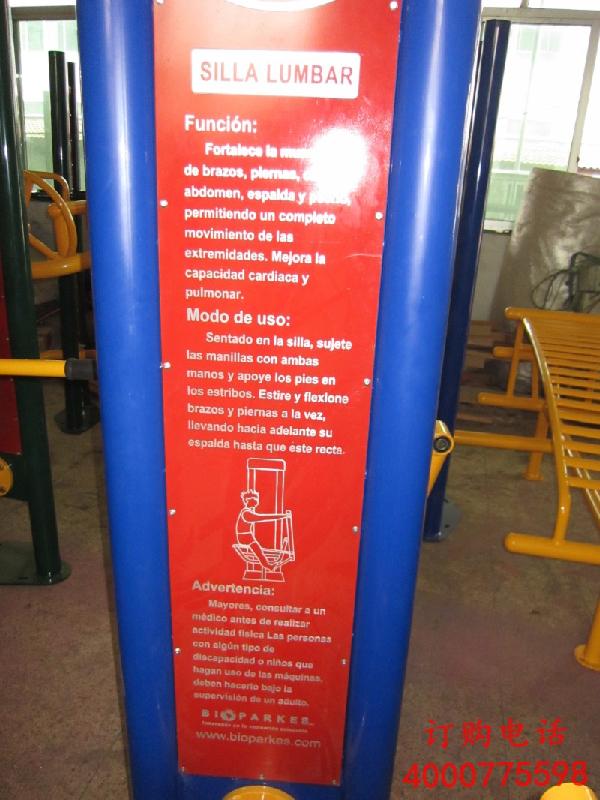 SILLA LUMBAR
Función:
Fortalece la
de brazos, piernas,
abdomen, espalda y
permitiendo un completo
movimiento de las
extremidades. Mejora la
capacidad cardiaca y
pulmonar.
Modo de uso:
Sentado en la silla, sujete
las manillas con ambas
manos y apoye los pies en
los estribos. Estire y flexione
brazos y piernas a la vez,
llevando hacia adelante su
espalda hasta que éste recta.
Advertencia:
Mayores, consultar a un
médico antes de realizar
actividad física Las personas
con algún tipo de
discapacidad o niños que
hagan uso de las máquinas,
deben hacerlo bajo la
supervisión de un adulto.
BIOPARKES
www.bioparkes.com
订购电话
4000775598